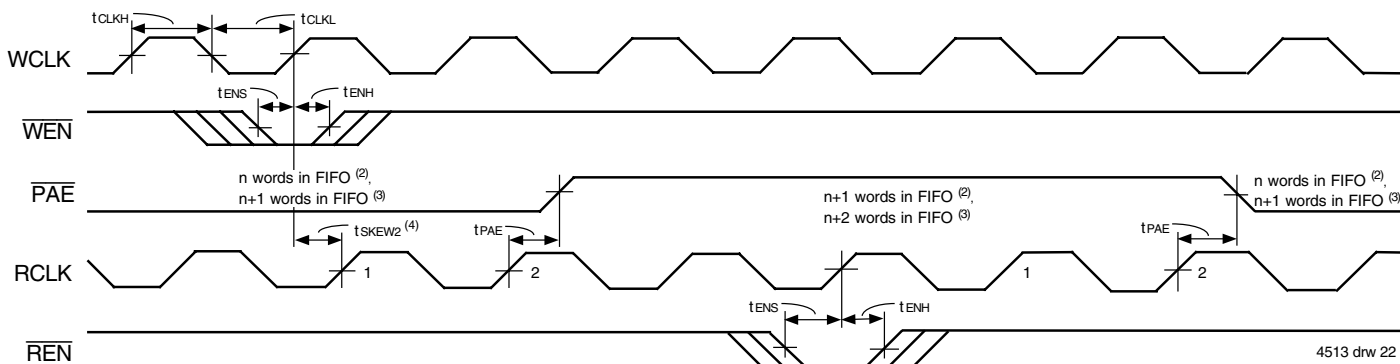 tCLKH
tCLKL
WCLK
tENS
tENH
WEN
n words in FIFO (2),
n+1 words in FIFO (3)
PAE
n+1 words in FIFO (2),
n+2 words in FIFO (3)
n words in FIFO (2),
n+1 words in FIFO (3)
tSKEW2 (4)
tPAE
tPAE
RCLK
1
2
1
2
tENS
tENH
REN
4513 drw 22